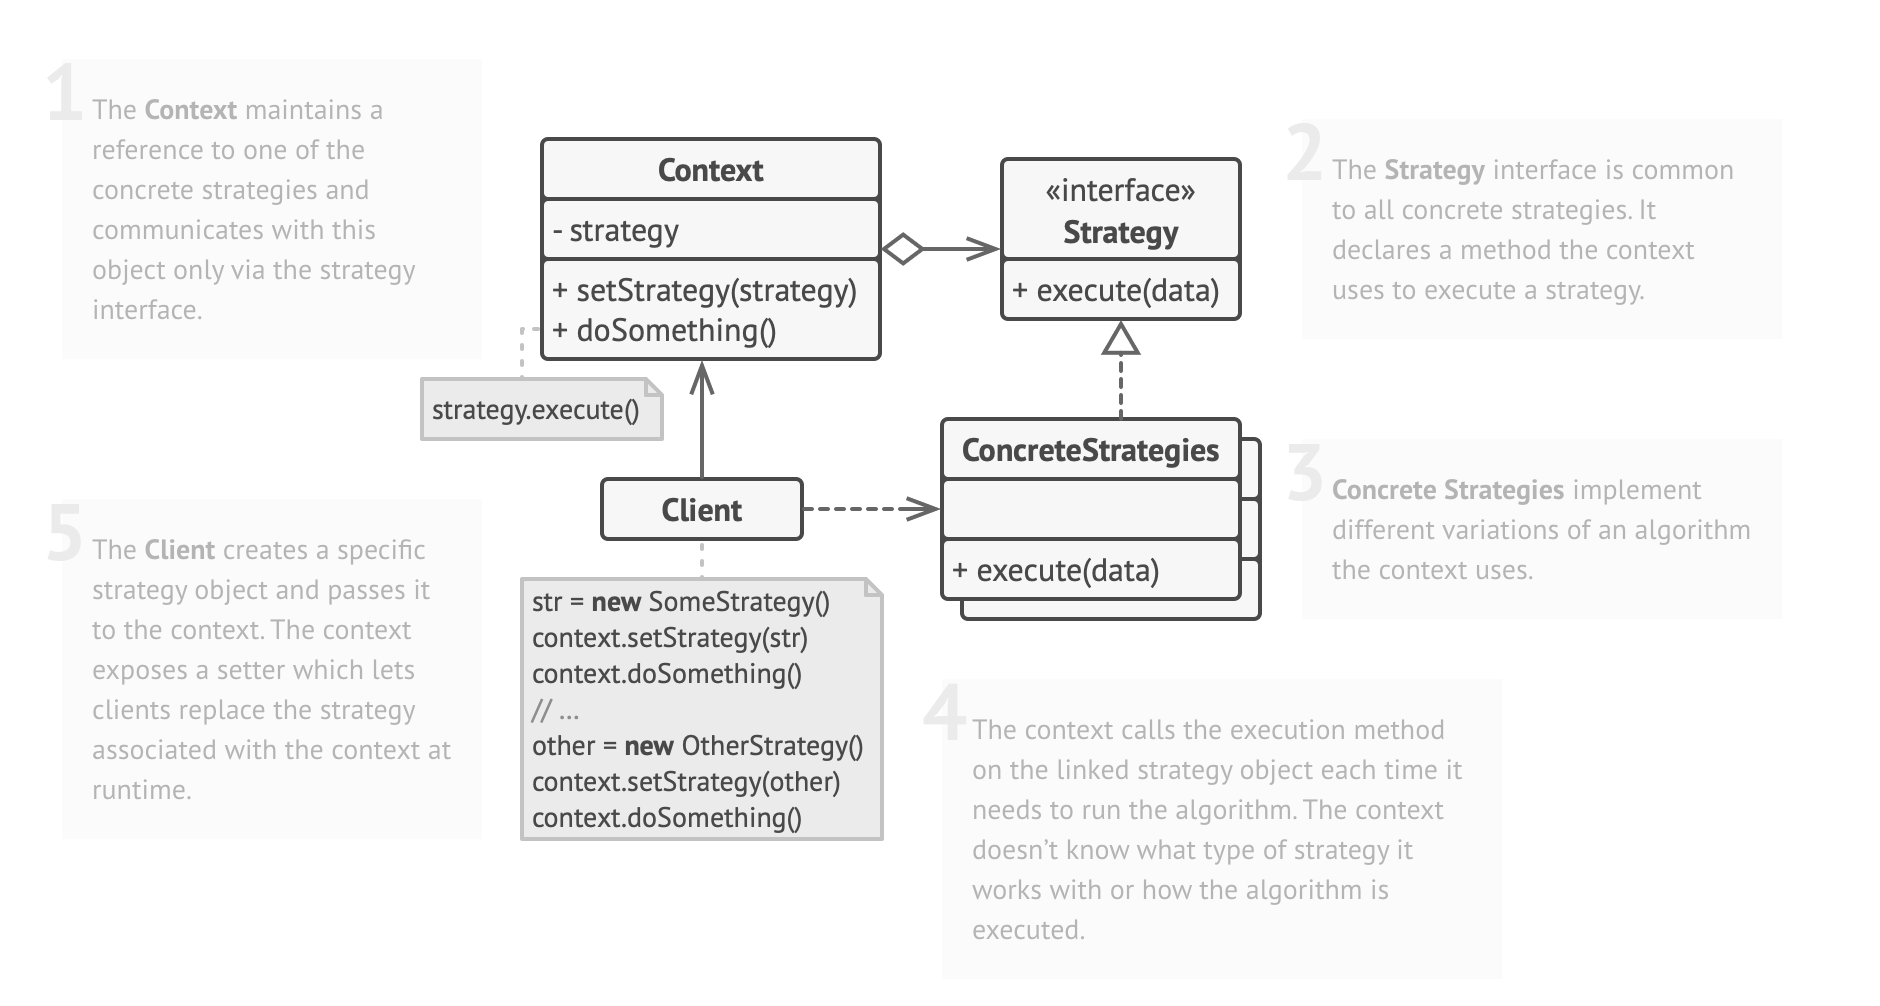 1
The Context maintains a
reference to one of the
concrete strategies and
communicates with this
object only via the strategy
interface.
Context
- strategy
+ setStrategy(strategy)
+ doSomething()
strategy.execute()
«interface»
Strategy
+ execute(data)
2
The Strategy interface is common
to all concrete strategies. It
declares a method the context
uses to execute a strategy.
ConcreteStrategies
+ execute(data)
3
Concrete Strategies implement
different variations of an algorithm
the context uses.
Client
str = new SomeStrategy()
context.setStrategy(str)
context.doSomething()
// ...
other = new OtherStrategy()
context.setStrategy(other)
context.doSomething()
4
The context calls the execution method
on the linked strategy object each time it
needs to run the algorithm. The context
doesn’t know what type of strategy it
works with or how the algorithm is
executed.
5
The Client creates a specific
strategy object and passes it
to the context. The context
exposes a setter which lets
clients replace the strategy
associated with the context at
runtime.